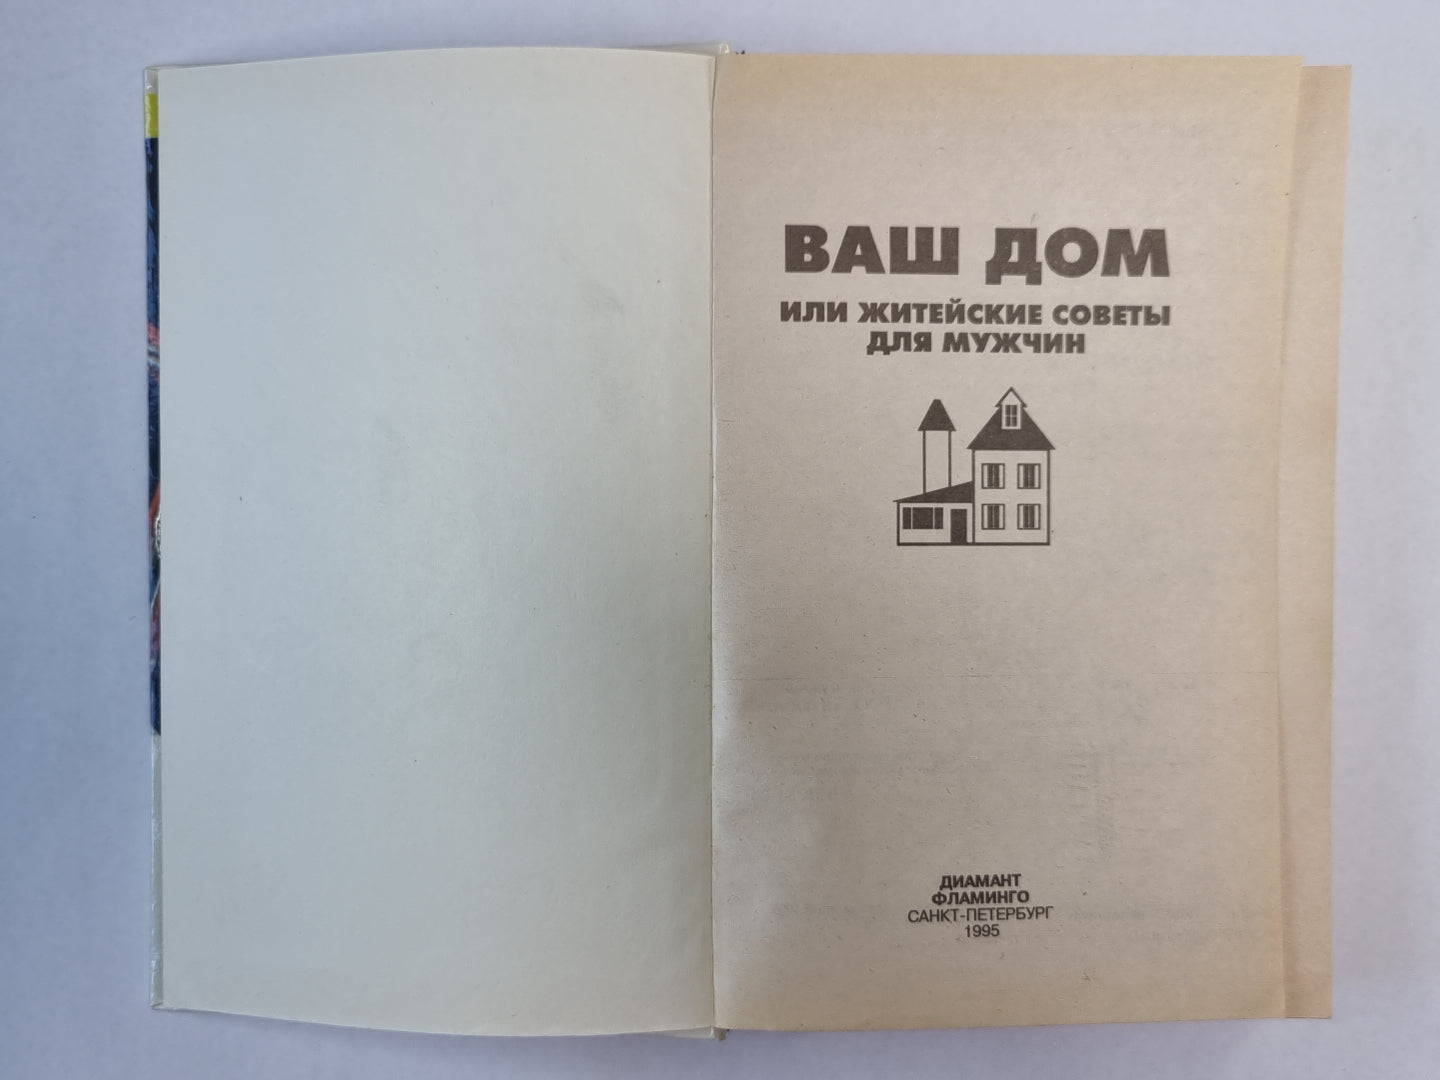 ВАШ ДОМ
ИЛИ ЖИТЕЙСКИЕ СОВЕТЫ
ДЛЯ МУЖЧИН
ДИАМАНТ
ФЛАМИНГО
САНКТ-ПЕТЕРБУРГ
1995